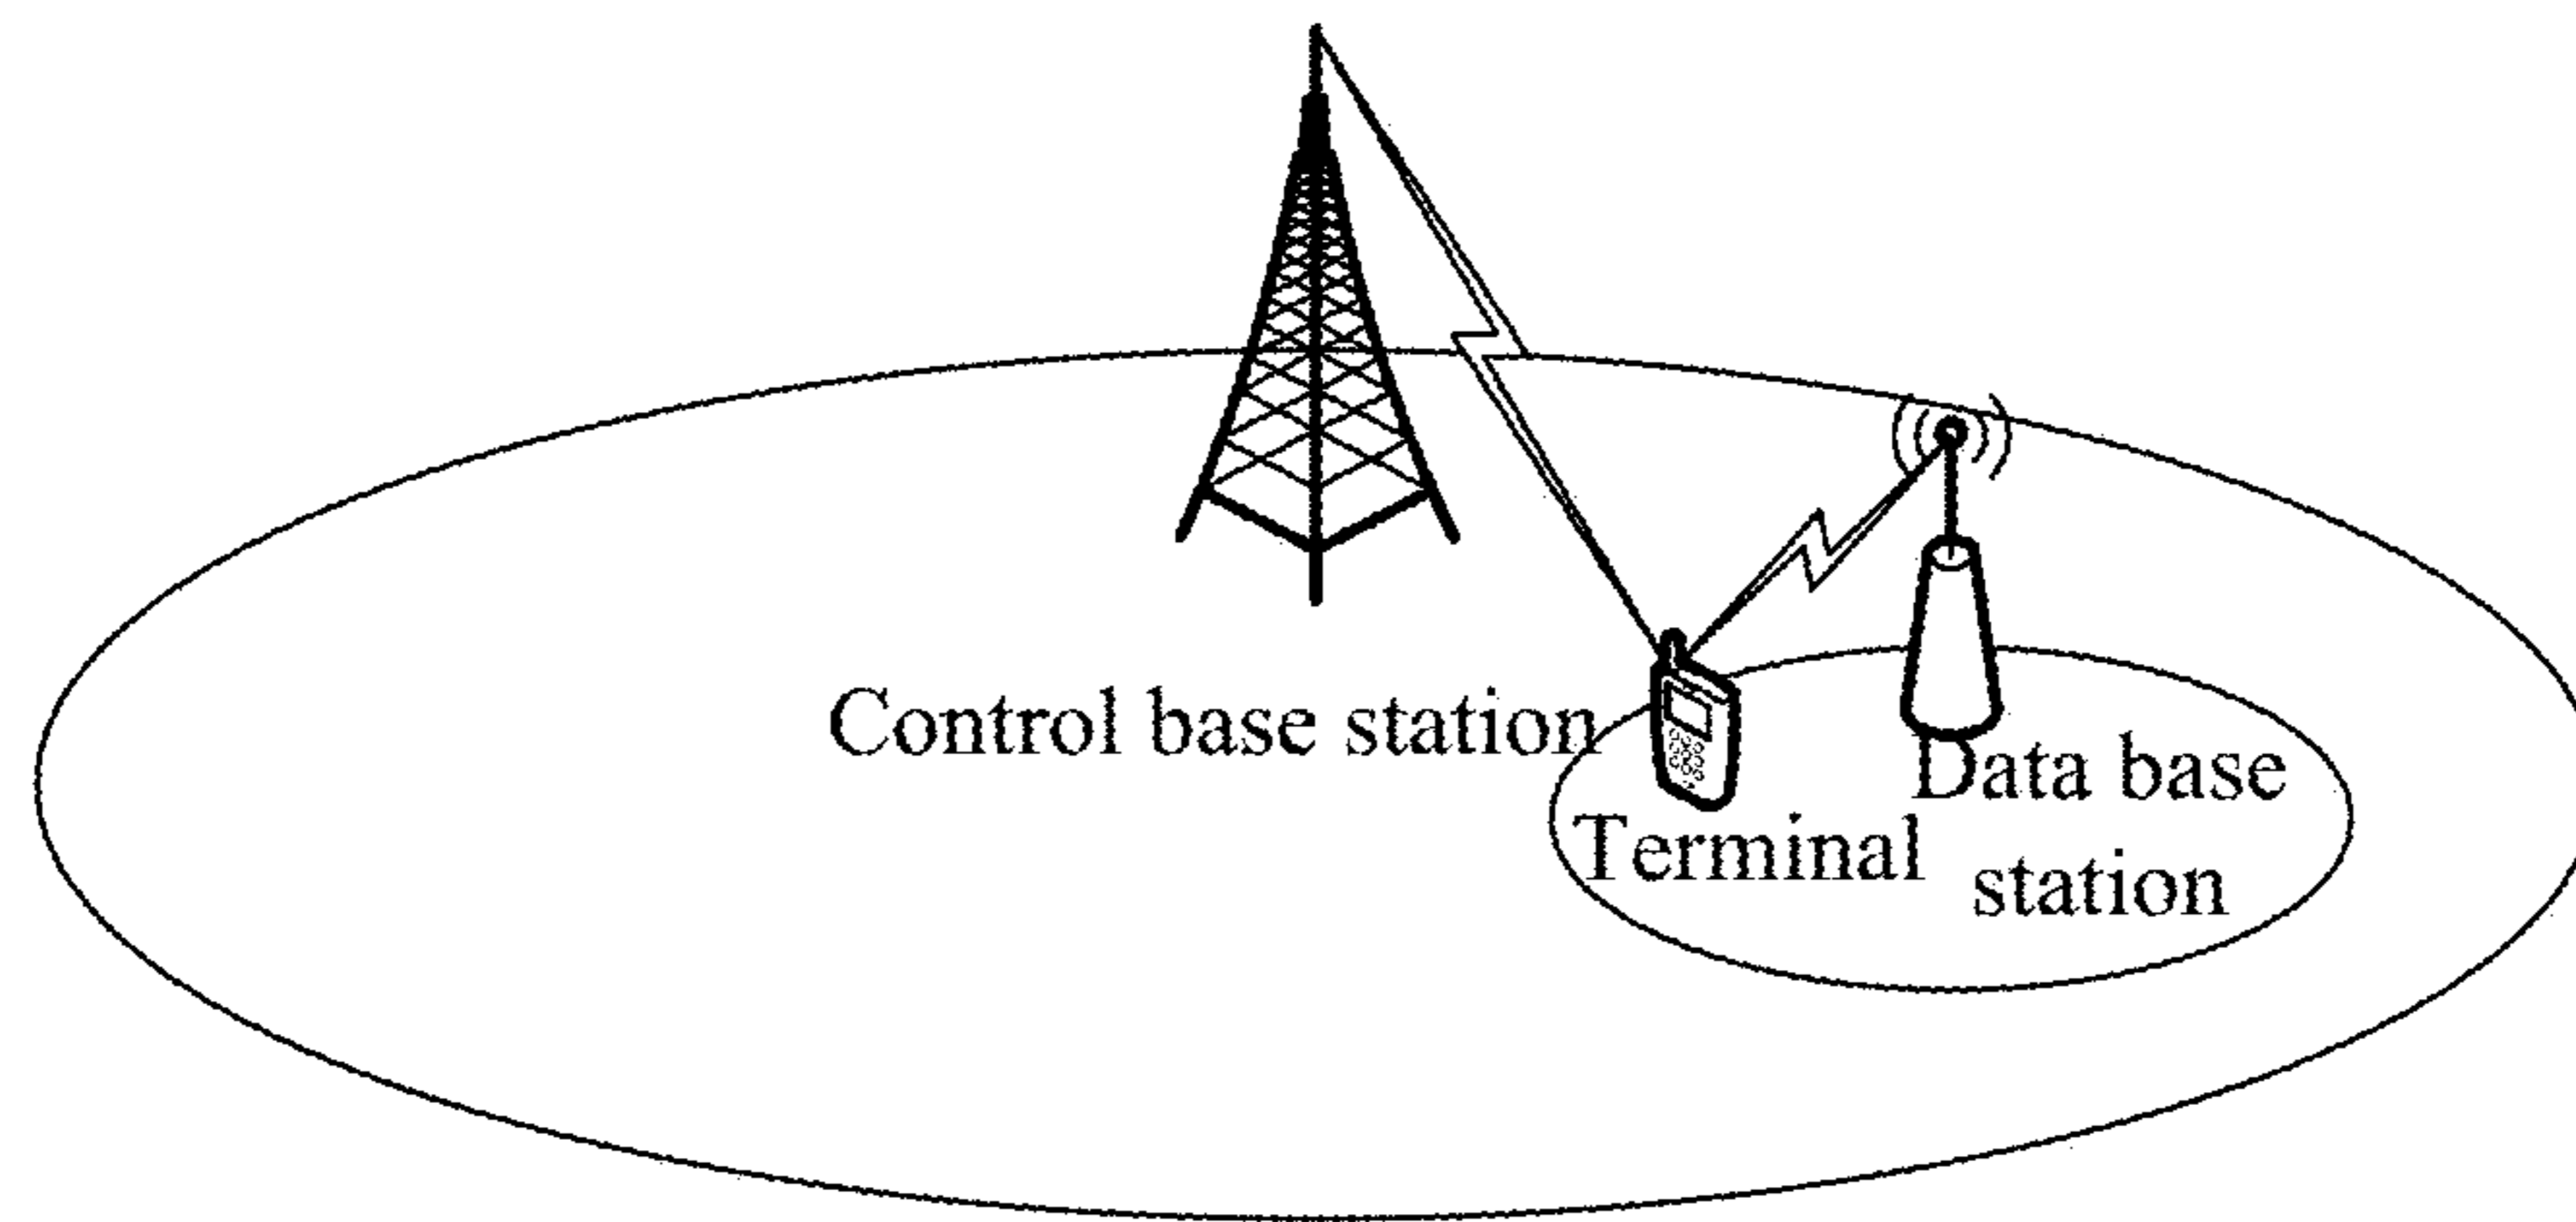 Control base station
Terminal
Data base
station